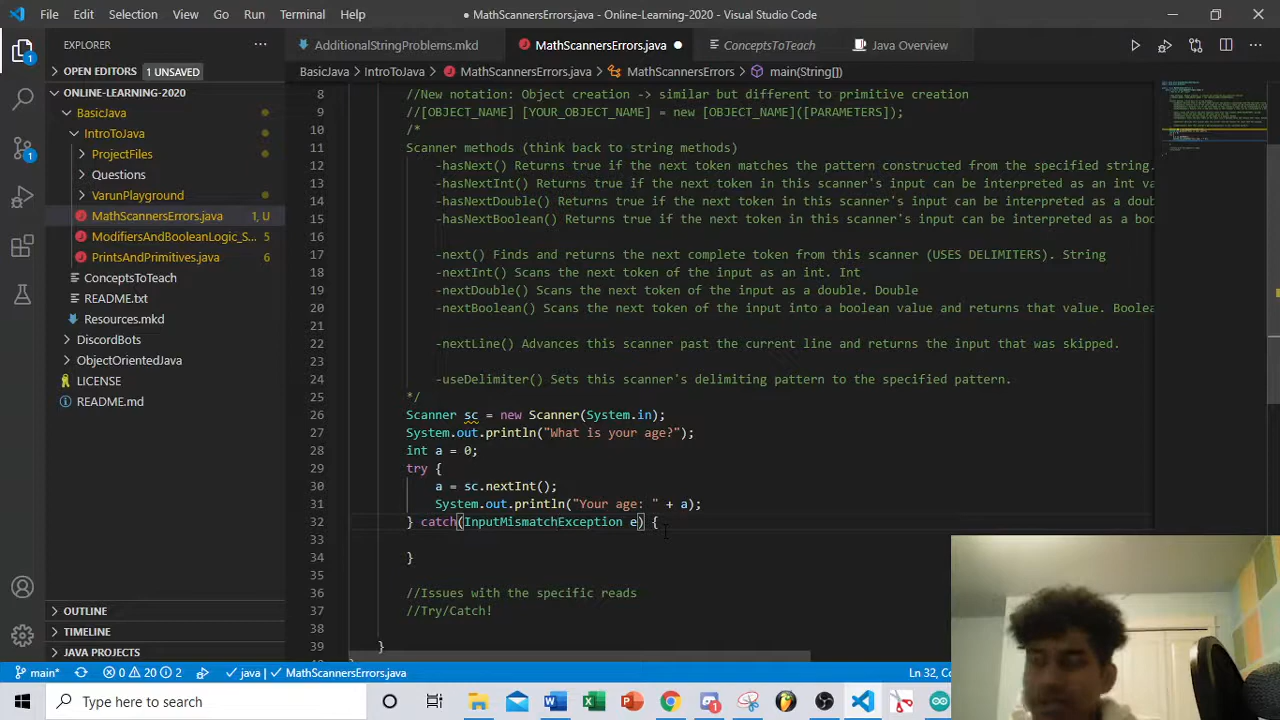 File Edit Selection View Go Run Terminal Help
MathScannersErrors.java - Online-Learning-2020 - Visual Studio Code
EXPLORER
AdditionalStringProblems.mkd
MathScannersErrors.java
ConceptsToTeach
Java Overview
OPEN EDITORS 1 UNSAVED
BasicJava > IntroToJava > MathScannersErrors.java > MathScannersErrors > main(String[])
ONLINE-LEARNING-2020
BasicJava
IntroToJava
ProjectFiles
Questions
VarunPlayground
MathScannersErrors.java 1, U
ModifiersAndBooleanLogic_S... 5
PrintsAndPrimitives.java 6
ConceptsToTeach
README.txt
Resources.mkd
DiscordBots
ObjectOrientedJava
LICENSE
README.md
OUTLINE
TIMELINE
JAVA PROJECTS
8 //New notation: Object creation -> similar but different to primitive creation
9 //[OBJECT_NAME] [YOUR_OBJECT_NAME] = new [OBJECT_NAME]([PARAMETERS]);
10 /*
11 Scanner methods (think back to string methods)
12 -hasNext() Returns true if the next token matches the pattern constructed from the specified string.
13 -hasNextInt() Returns true if the next token in this scanner's input can be interpreted as an int va
14 -hasNextDouble() Returns true if the next token in this scanner's input can be interpreted as a doub
15 -hasNextBoolean() Returns true if the next token in this scanner's input can be interpreted as a boo
16
17 -next() Finds and returns the next complete token from this scanner (USES DELIMITERS). String
18 -nextInt() Scans the next token of the input as an int. Int
19 -nextDouble() Scans the next token of the input as a double. Double
20 -nextBoolean() Scans the next token of the input into a boolean value and returns that value. Boolea
21
22 -nextLine() Advances this scanner past the current line and returns the input that was skipped.
23
24 -useDelimiter() Sets this scanner's delimiting pattern to the specified pattern.
25 */
26 Scanner sc = new Scanner(System.in);
27 System.out.println("What is your age?");
28 int a = 0;
29 try {
30 a = sc.nextInt();
31 System.out.println("Your age: " + a);
32 } catch(InputMismatchException e) {
33
34 }
35
36 //Issues with the specific reads
37 //Try/Catch!
38
39 }
main* 0 20 2 java MathScannersErrors.java
Ln 32,
Type here to search